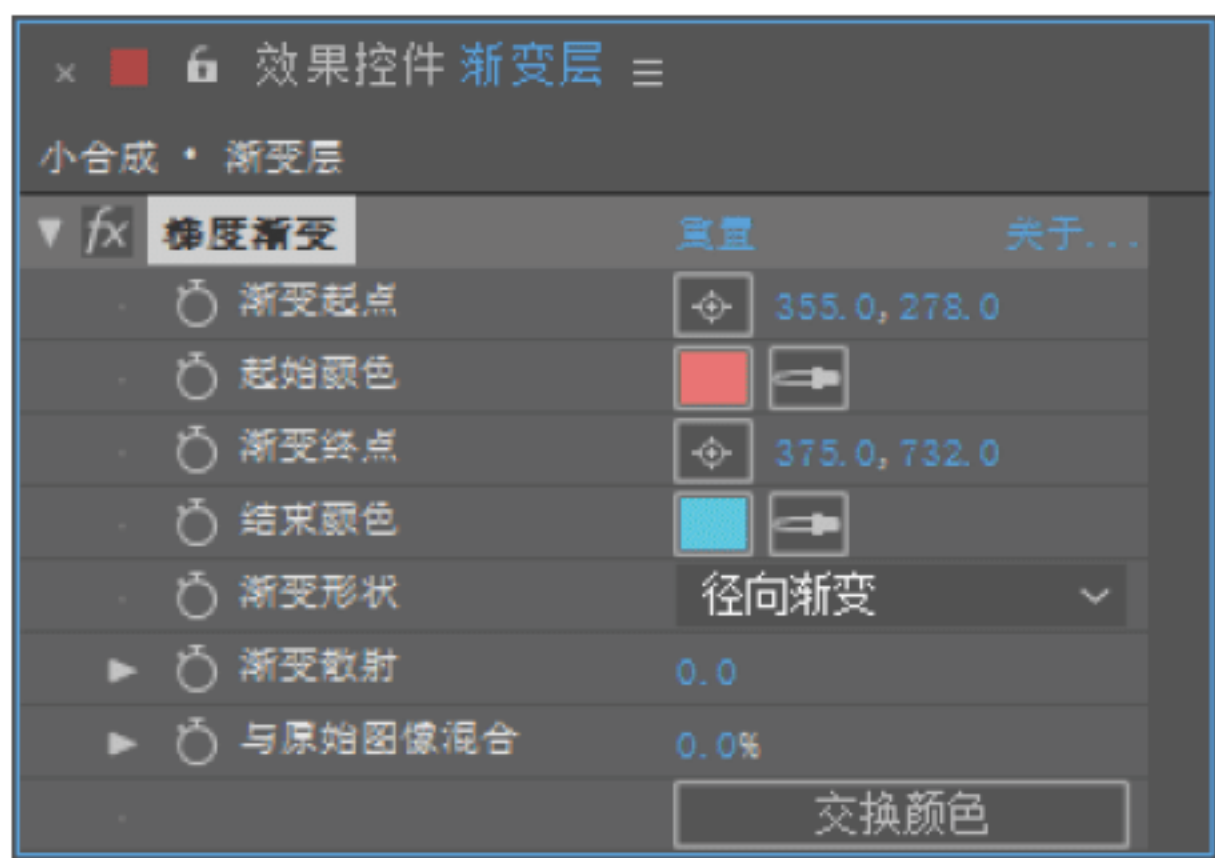 × 效果控件 渐变层 ≡
小合成 · 渐变层
fx 梯度渐变 重置 关于...
渐变起点 355.0,278.0
起始颜色
渐变终点 375.0,732.0
结束颜色
渐变形状 径向渐变
渐变散射 0.0
与原始图像混合 0.0%
交换颜色